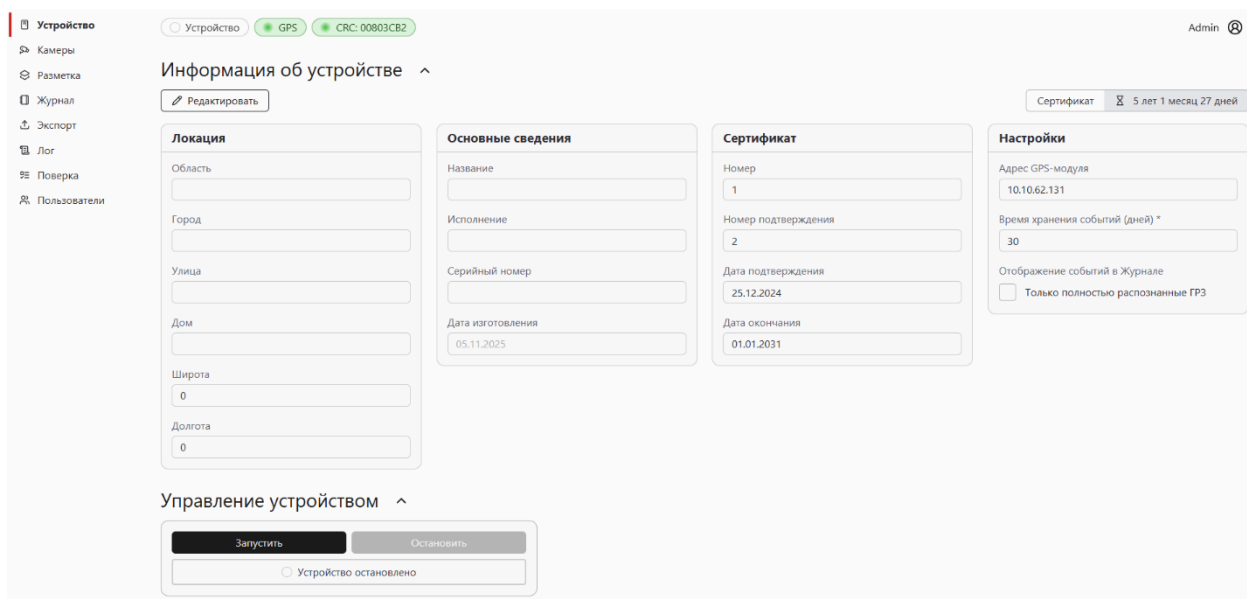 Устройство
Камеры
Разметка
Журнал
Экспорт
Лог
Поверка
Пользователи
Устройство GPS CRC: 00803CB2
Admin
Информация об устройстве
Редактировать
Сертификат 5 лет 1 месяц 27 дней
Локация
Область
Город
Улица
Дом
Широта
0
Долгота
0
Основные сведения
Название
Исполнение
Серийный номер
Дата изготовления
05.11.2025
Сертификат
Номер
1
Номер подтверждения
2
Дата подтверждения
25.12.2024
Дата окончания
01.01.2031
Настройки
Адрес GPS-модуля
10.10.62.131
Время хранения событий (дней) *
30
Отображение событий в Журнале
Только полностью распознанные ГРЗ
Управление устройством
Запустить Остановить
Устройство остановлено